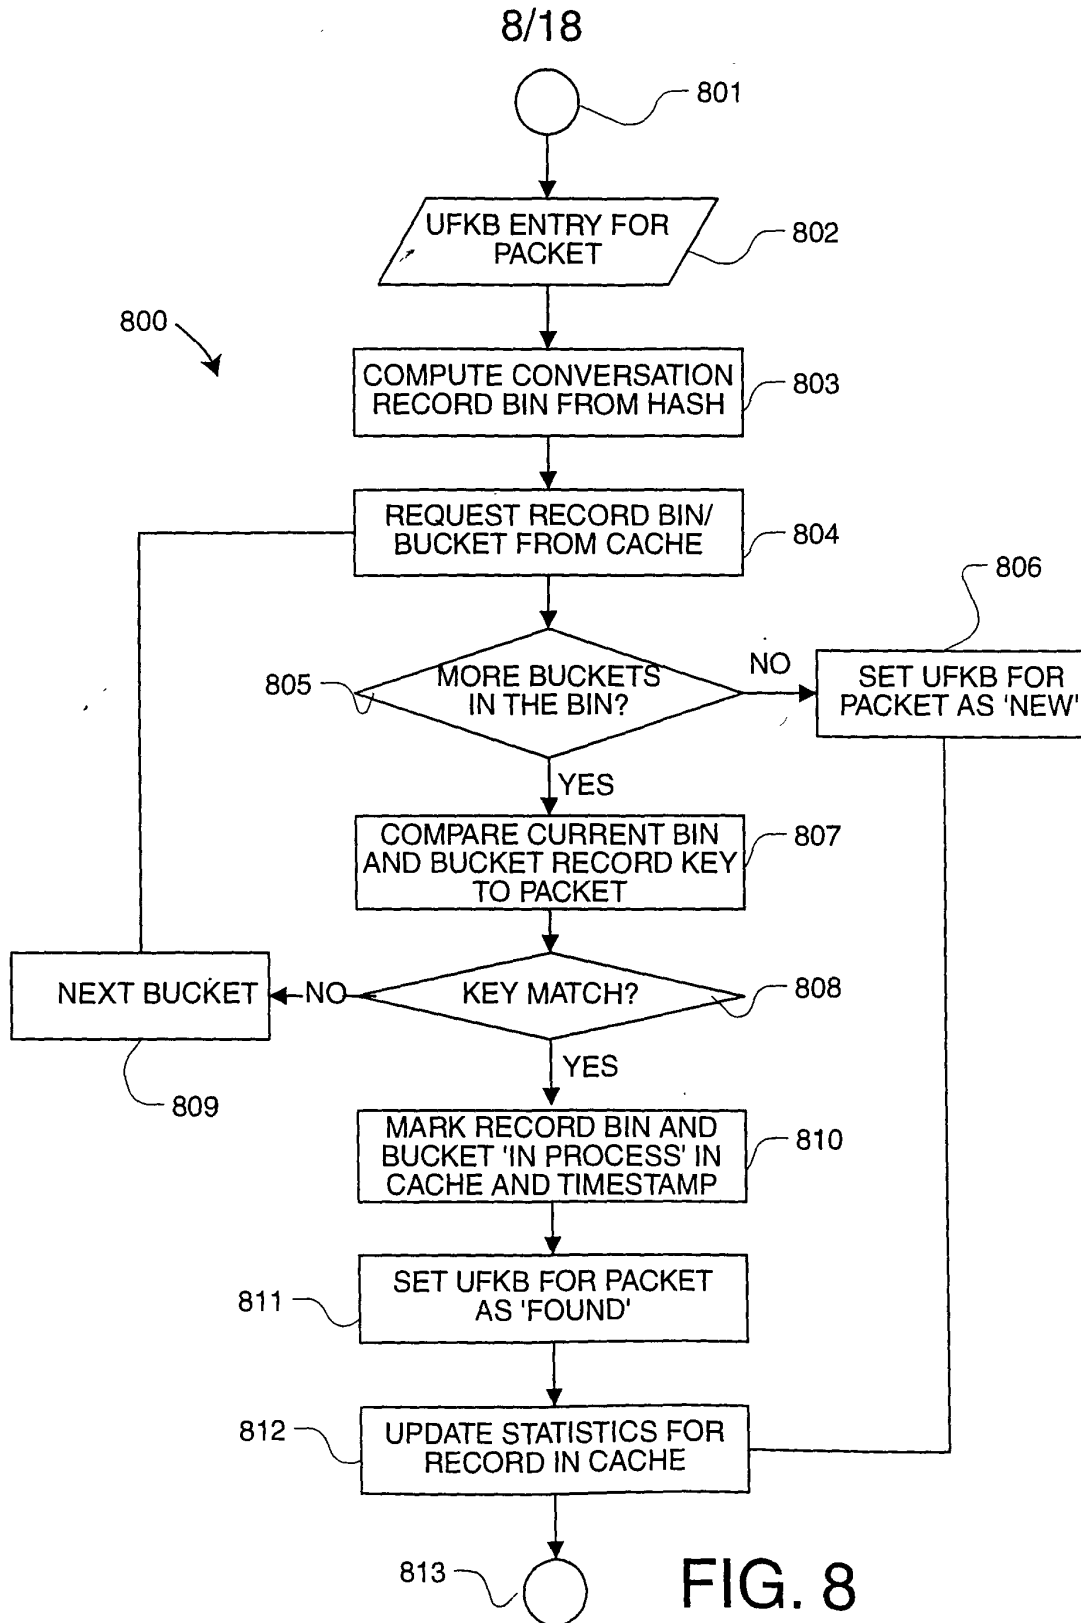 8/18
801
UFKB ENTRY FOR
PACKET
802
800
COMPUTE CONVERSATION
RECORD BIN FROM HASH
803
REQUEST RECORD BIN/
BUCKET FROM CACHE
804
806
MORE BUCKETS
IN THE BIN?
805
NO
SET UFKB FOR
PACKET AS 'NEW'
YES
COMPARE CURRENT BIN
AND BUCKET RECORD KEY
TO PACKET
807
NEXT BUCKET
NO
KEY MATCH?
808
809
YES
MARK RECORD BIN AND
BUCKET 'IN PROCESS' IN
CACHE AND TIMESTAMP
810
SET UFKB FOR PACKET
AS 'FOUND'
811
UPDATE STATISTICS FOR
RECORD IN CACHE
812
813
FIG. 8